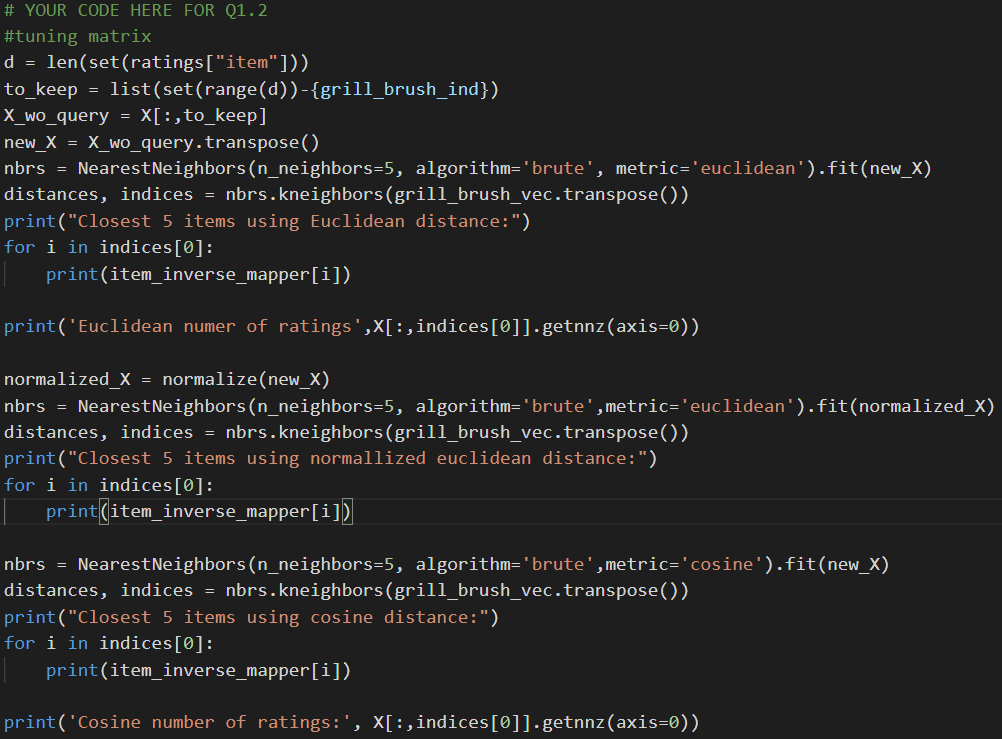 # YOUR CODE HERE FOR Q1.2
#tuning matrix
d = len(set(ratings["item"]))
to_keep = list(set(range(d))-{grill_brush_ind})
X_wo_query = X[:,to_keep]
new_X = X_wo_query.transpose()
nbrs = NearestNeighbors(n_neighbors=5, algorithm='brute', metric='euclidean').fit(new_X)
distances, indices = nbrs.kneighbors(grill_brush_vec.transpose())
print("Closest 5 items using Euclidean distance:")
for i in indices[0]:
    print(item_inverse_mapper[i])
print('Euclidean numer of ratings',X[:,indices[0]].getnnz(axis=0))
normalized_X = normalize(new_X)
nbrs = NearestNeighbors(n_neighbors=5, algorithm='brute',metric='euclidean').fit(normalized_X)
distances, indices = nbrs.kneighbors(grill_brush_vec.transpose())
print("Closest 5 items using normallized euclidean distance:")
for i in indices[0]:
    print(item_inverse_mapper[i])
nbrs = NearestNeighbors(n_neighbors=5, algorithm='brute',metric='cosine').fit(new_X)
distances, indices = nbrs.kneighbors(grill_brush_vec.transpose())
print("Closest 5 items using cosine distance:")
for i in indices[0]:
    print(item_inverse_mapper[i])
print('Cosine number of ratings:', X[:,indices[0]].getnnz(axis=0))